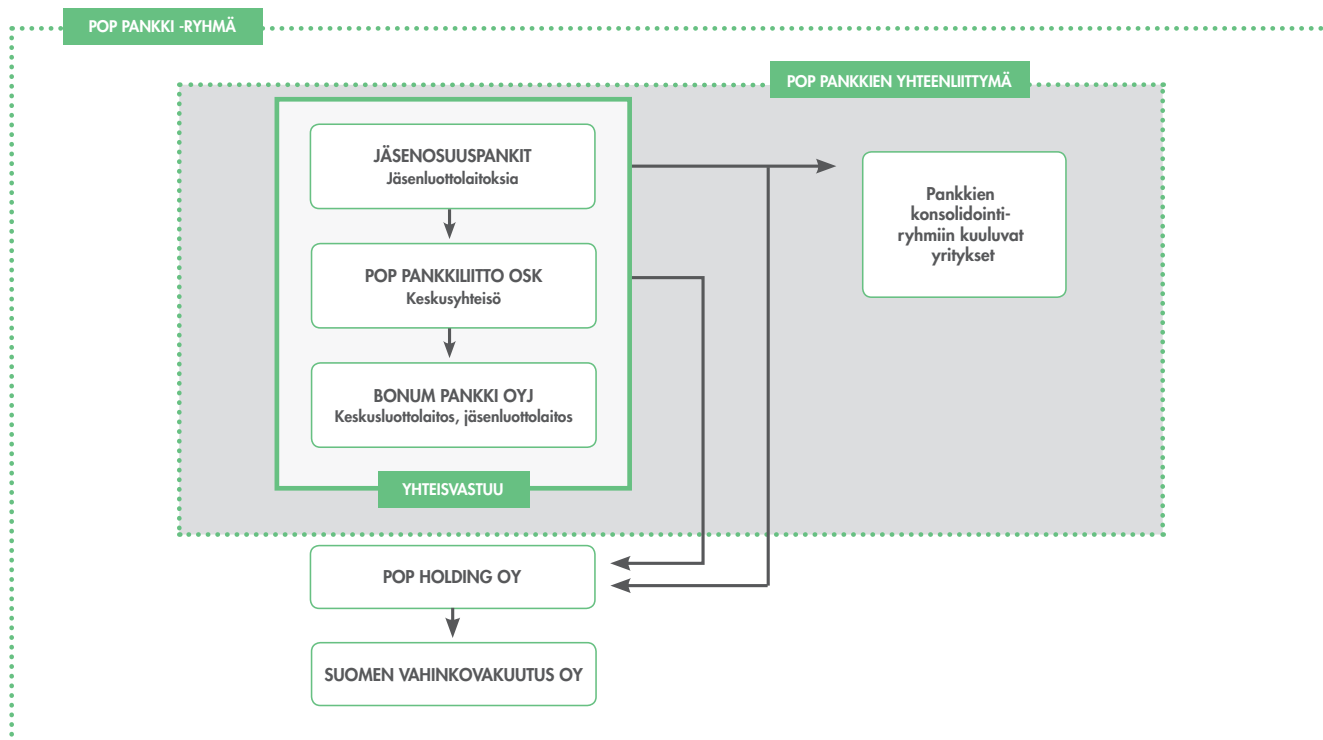 POP PANKKI -RYHMÄ
POP PANKKIEN YHTEENLIITTYMÄ
JÄSENOSUUSPANKIT
Jäsenluottolaitoksia
POP PANKKILIITTO OSK
Keskusyhteisö
BONUM PANKKI OYJ
Keskusluottolaitos, jäsenluottolaitos
YHTEISVASTUU
Pankkien
konsolidointi-
ryhmiin kuuluvat
yritykset
POP HOLDING OY
SUOMEN VAHINKOVAKUUTUS OY